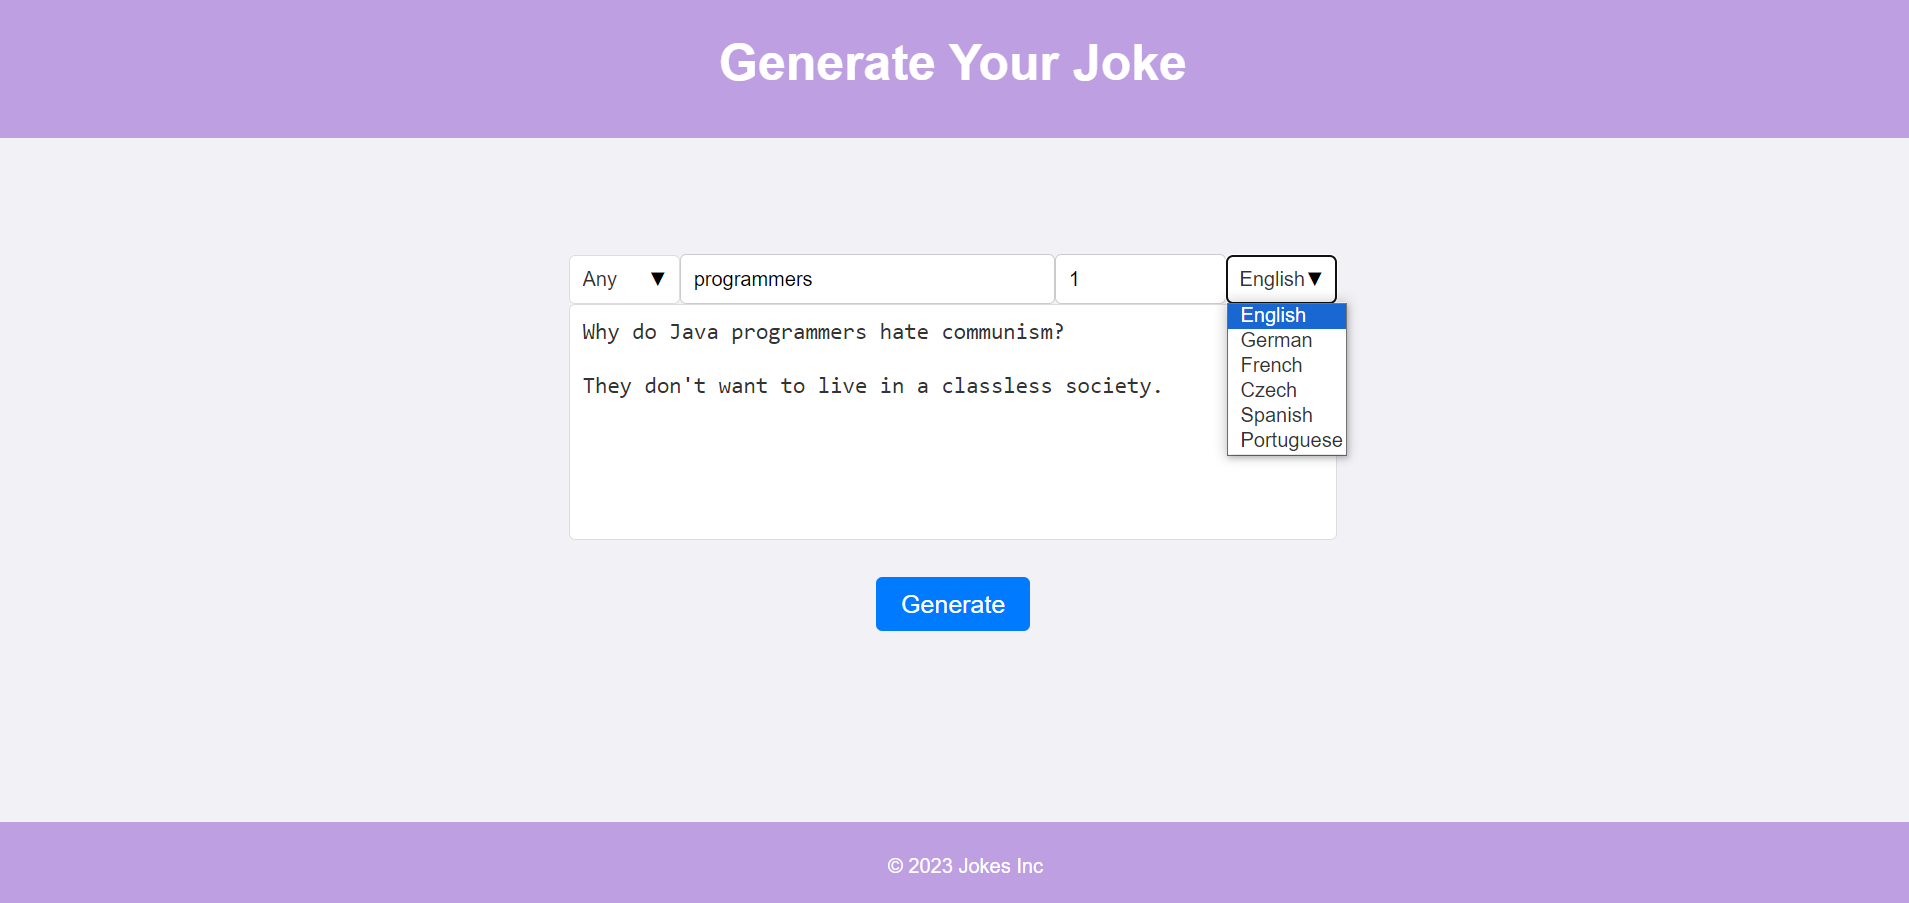 Generate Your Joke
Any ▼ programmers 1 English▼
Why do Java programmers hate communism?
They don't want to live in a classless society.
English
German
French
Czech
Spanish
Portuguese
Generate
© 2023 Jokes Inc